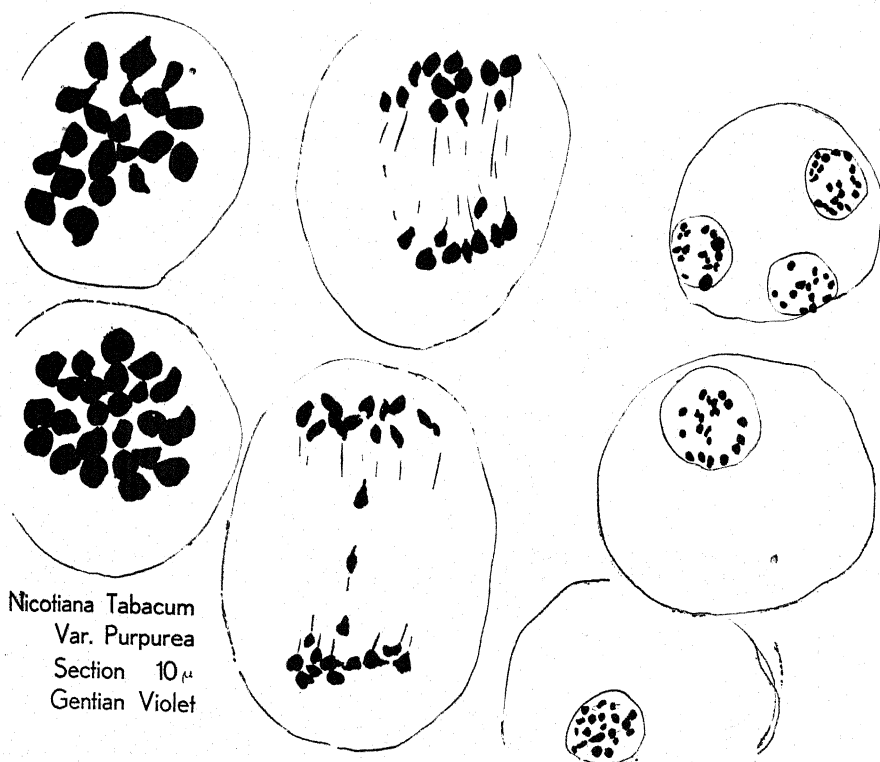 Nicotiana Tabacum
Var. Purpurea
Section 10 μ
Gentian Violet